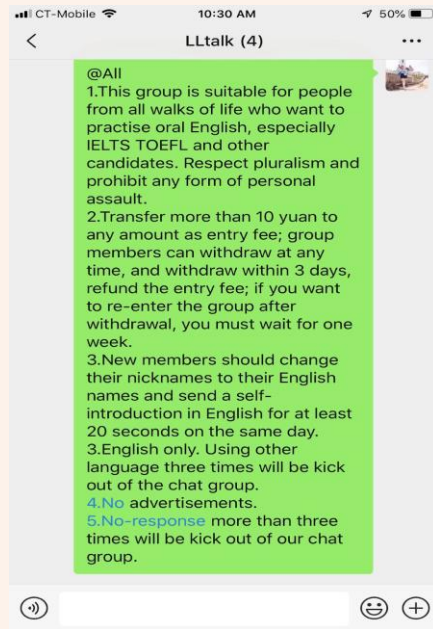 CT-Mobile 10:30 AM 50%
LLtalk (4)
@All
1.This group is suitable for people
from all walks of life who want to
practise oral English, especially
IELTS TOEFL and other
candidates. Respect pluralism and
prohibit any form of personal
assault.
2.Transfer more than 10 yuan to
any amount as entry fee; group
members can withdraw at any
time, and withdraw within 3 days,
refund the entry fee; if you want
to re-enter the group after
withdrawal, you must wait for one
week.
3.New members should change
their nicknames to their English
names and send a self-
introduction in English for at least
20 seconds on the same day.
3.English only. Using other
language three times will be kick
out of the chat group.
4.No advertisements.
5.No-response more than three
times will be kick out of our chat
group.